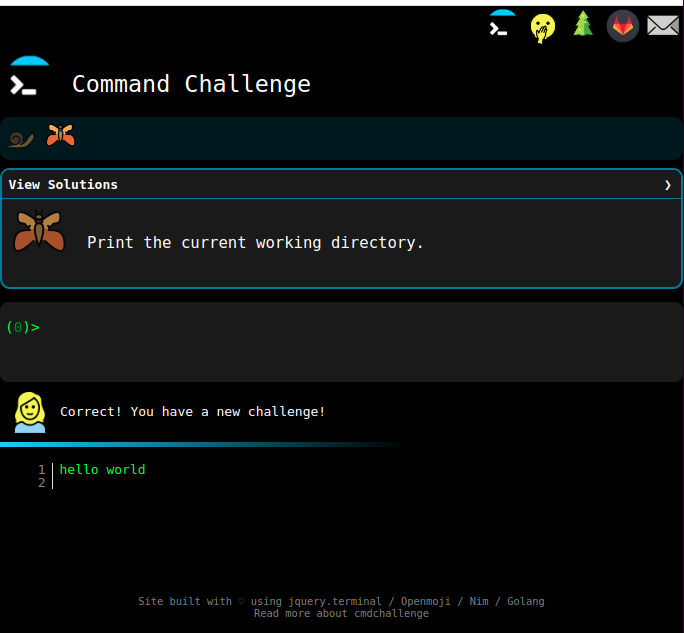 Command Challenge
View Solutions ❯
Print the current working directory.
(0)>
Correct! You have a new challenge!
1 hello world
2
Site built with ♡ using jquery.terminal / Openmoji / Nim / Golang
Read more about cmdchallenge